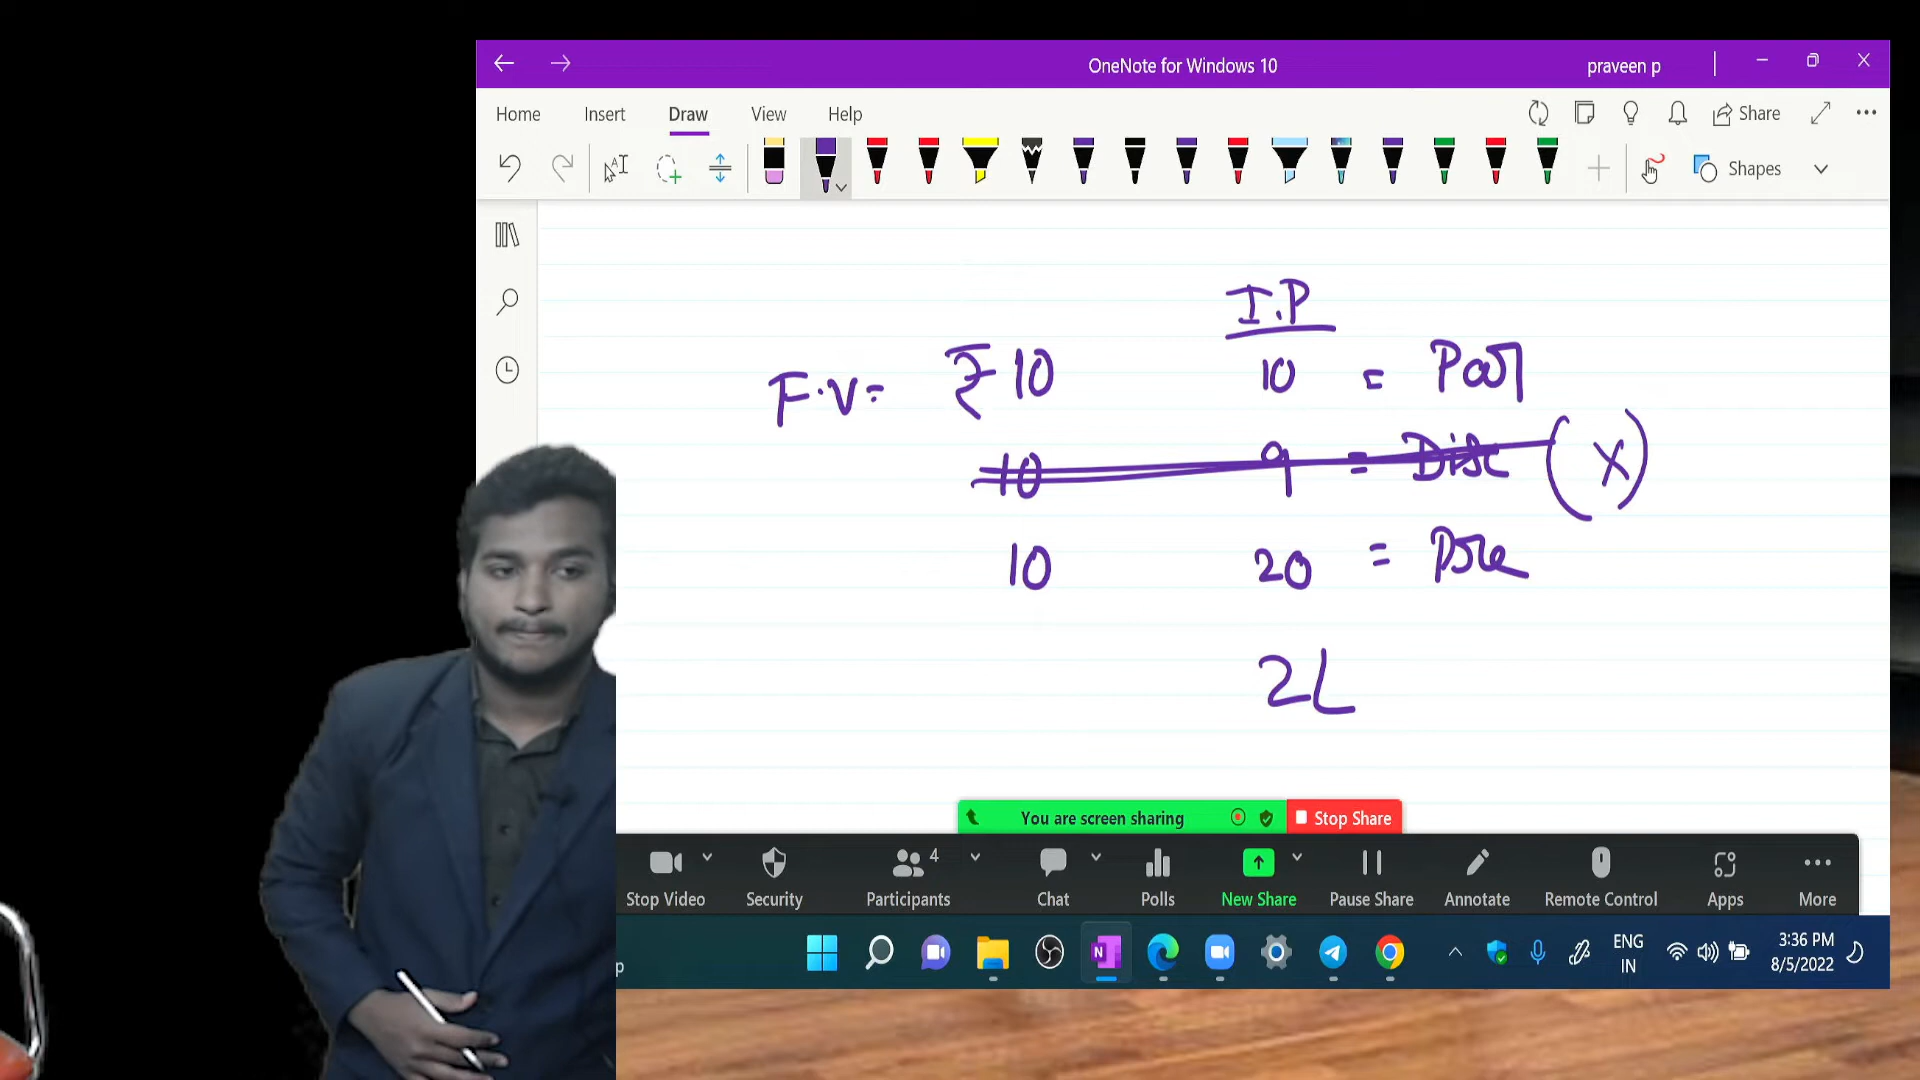 OneNote for Windows 10
praveen p
Home Insert Draw View Help
Share
Shapes
I.P
F.V= ₹10 10 = Par
10 9 = Disc (X)
10 20 = Pre
2L
You are screen sharing
Stop Share
4
Stop Video Security Participants Chat Polls New Share Pause Share Annotate Remote Control Apps More
p
ENG
IN
3:36 PM
8/5/2022